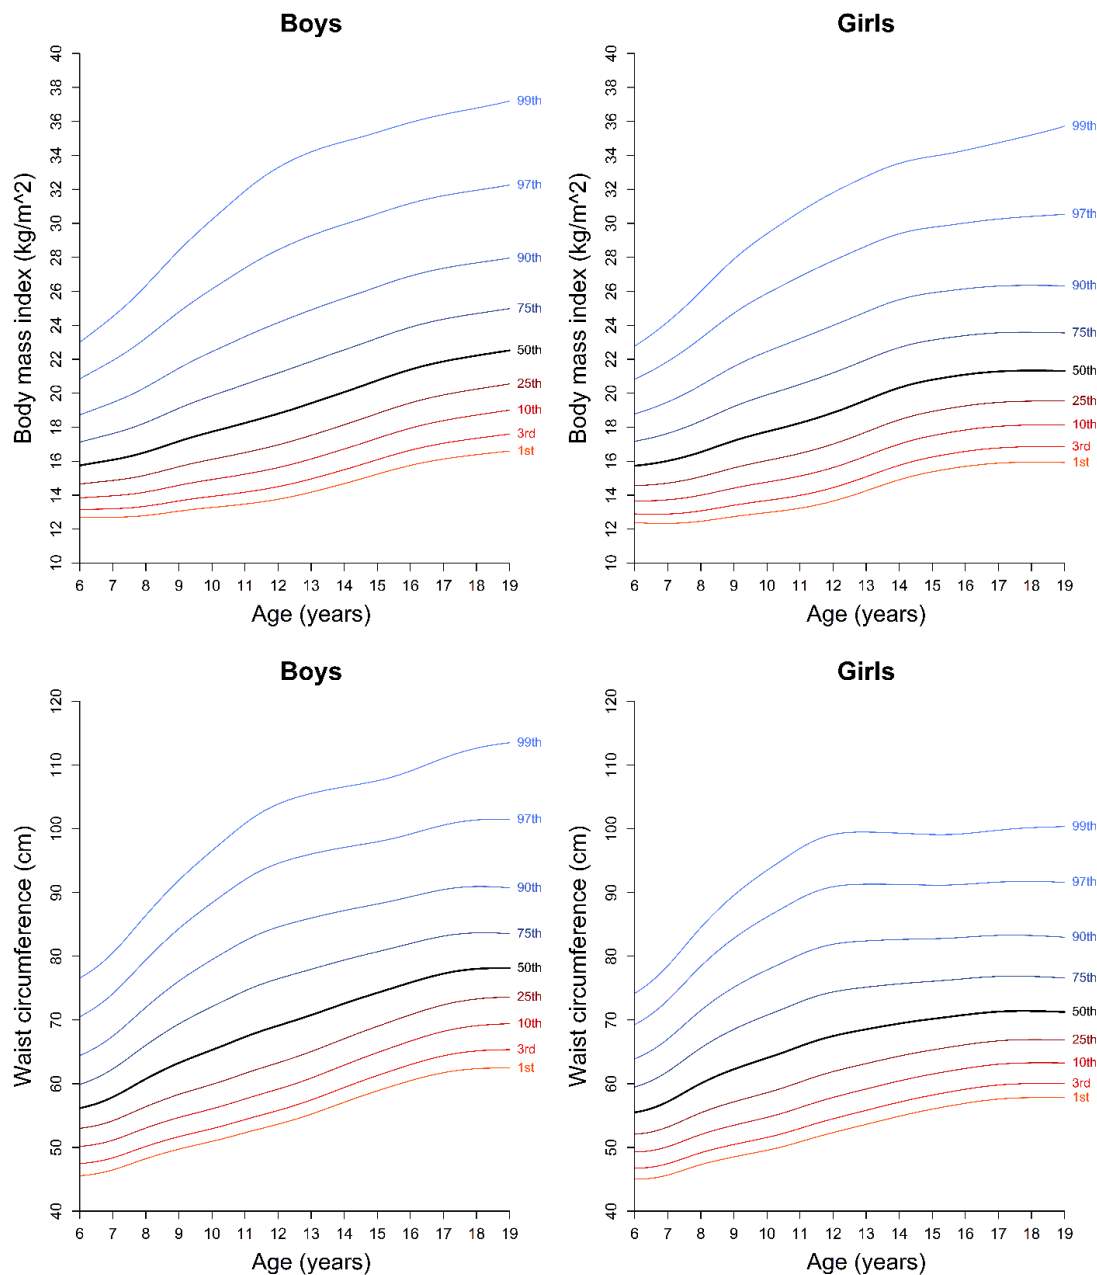 Boys
Body mass index (kg/m^2)
40
38
36
34
32
30
28
26
24
22
20
18
16
14
12
10
99th
97th
90th
75th
50th
25th
10th
3rd
1st
6 7 8 9 10 11 12 13 14 15 16 17 18 19
Age (years)
Girls
Body mass index (kg/m^2)
40
38
36
34
32
30
28
26
24
22
20
18
16
14
12
10
99th
97th
90th
75th
50th
25th
10th
3rd
1st
6 7 8 9 10 11 12 13 14 15 16 17 18 19
Age (years)
Boys
Waist circumference (cm)
120
110
100
90
80
70
60
50
40
99th
97th
90th
75th
50th
25th
10th
3rd
1st
6 7 8 9 10 11 12 13 14 15 16 17 18 19
Age (years)
Girls
Waist circumference (cm)
120
110
100
90
80
70
60
50
40
99th
97th
90th
75th
50th
25th
10th
3rd
1st
6 7 8 9 10 11 12 13 14 15 16 17 18 19
Age (years)